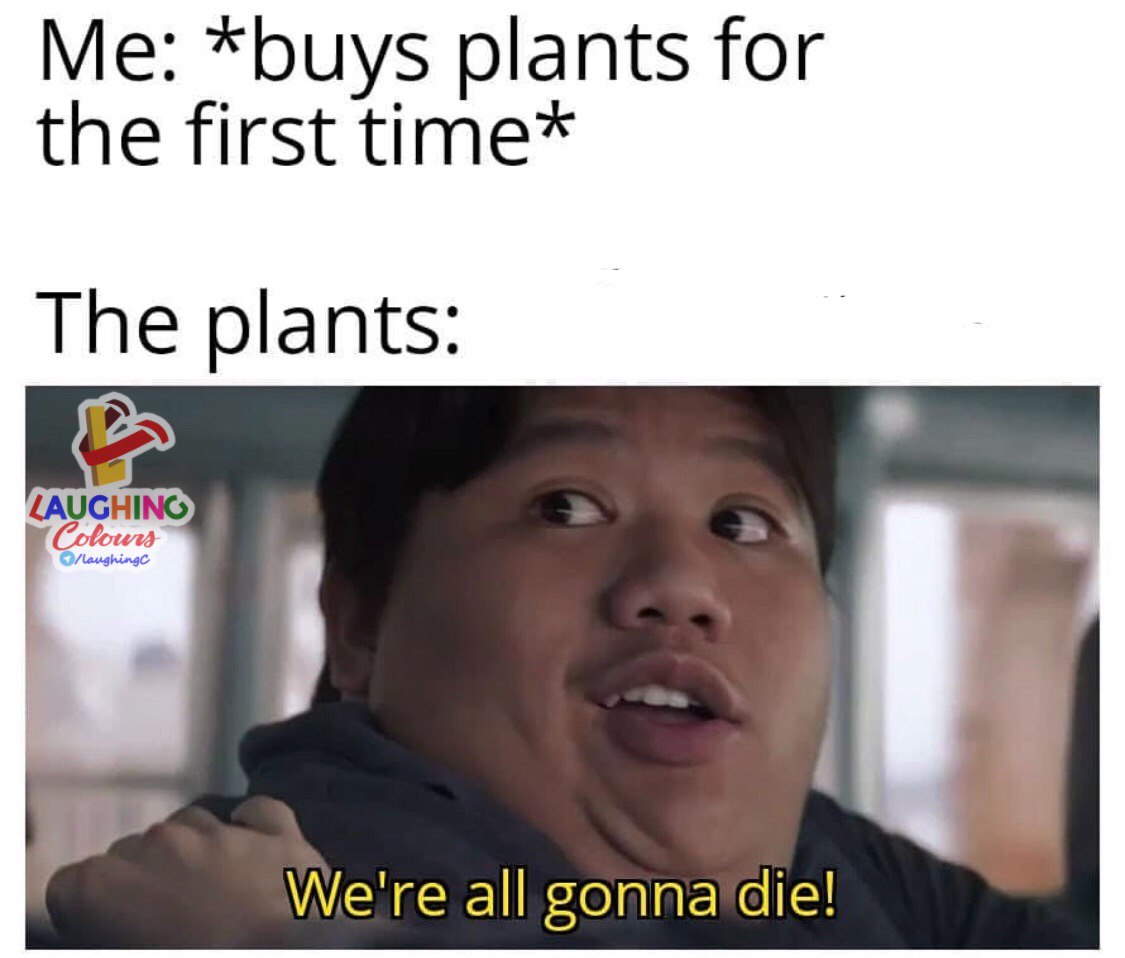 Me: *buys plants for
the first time*
The plants:
LAUGHING
Colours
/laughingC
We're all gonna die!